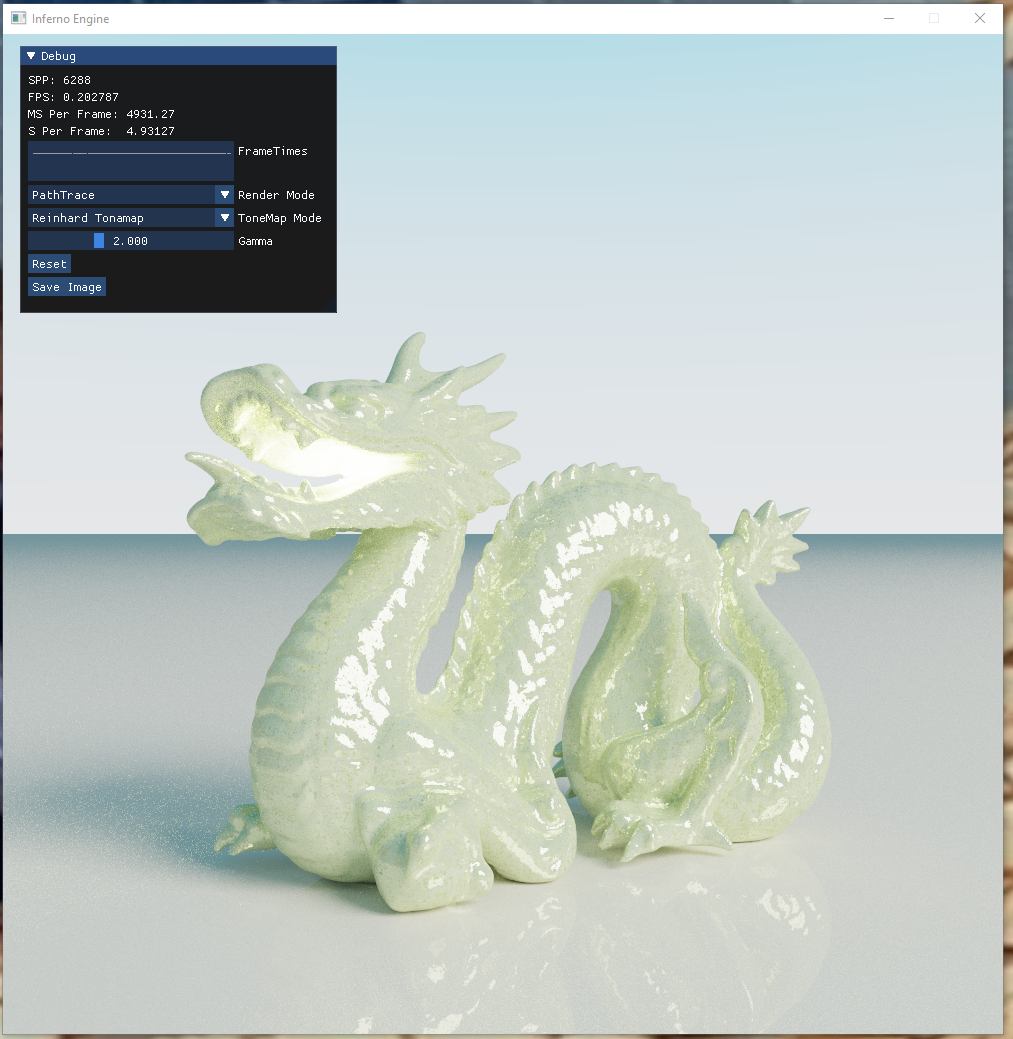 Inferno Engine
Debug
SPP: 6288
FPS: 0.202787
MS Per Frame: 4931.27
S Per Frame:  4.93127
FrameTimes
PathTrace Render Mode
Reinhard Tonamap ToneMap Mode
2.000 Gamma
Reset
Save Image